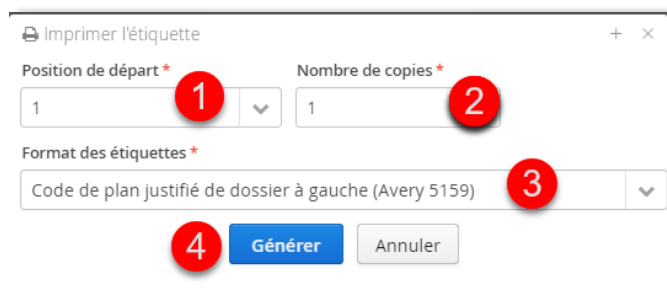 Imprimer l'étiquette
Position de départ * Nombre de copies *
1 1 1 2
Format des étiquettes *
Code de plan justifié de dossier à gauche (Avery 5159) 3
4 Générer Annuler